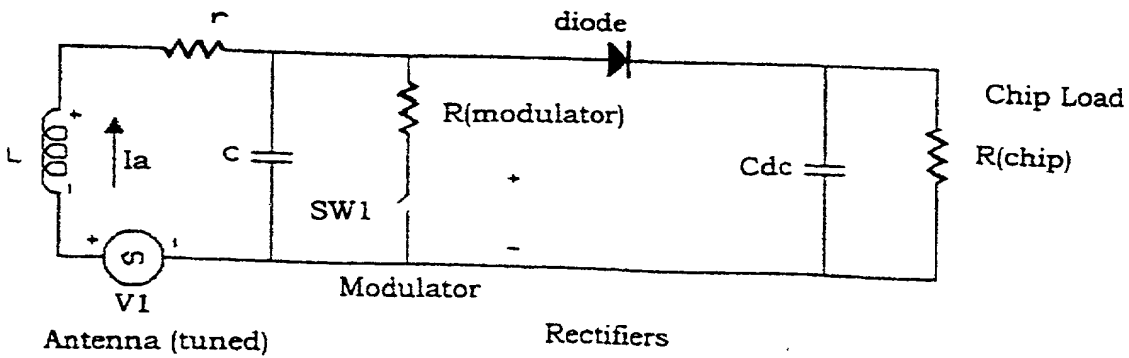 r
diode
L
+
-
Ia
C
R(modulator)
SW1
+
-
Cdc
Chip Load
R(chip)
+
S
-
V1
Modulator
Antenna (tuned)
Rectifiers